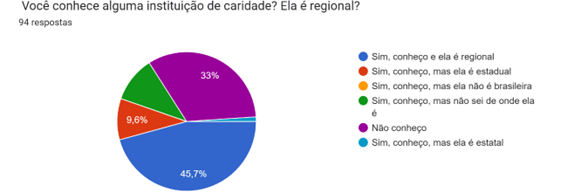 Você conhece alguma instituição de caridade? Ela é regional?
94 respostas
33%
9,6%
45,7%
Sim, conheço e ela é regional
Sim, conheço, mas ela é estadual
Sim, conheço, mas ela não é brasileira
Sim, conheço, mas não sei de onde ela
é
Não conheço
Sim, conheço, mas ela é estatal